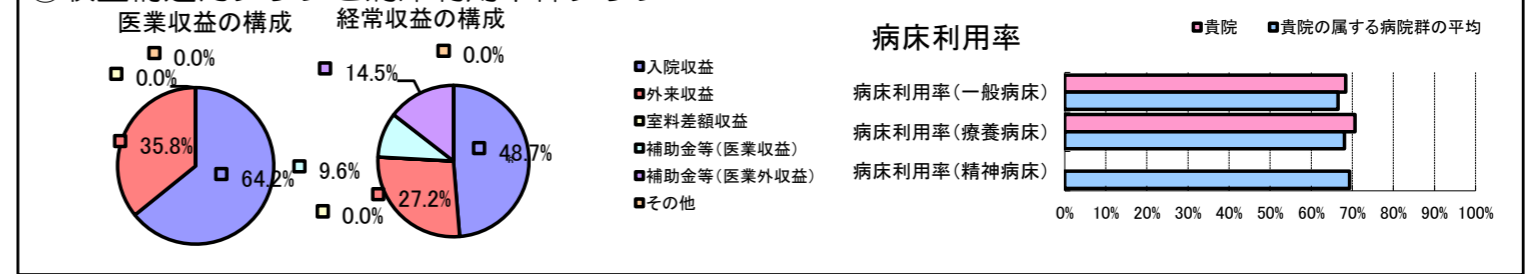 医業収益の構成
0.0%
0.0%
35.8%
64.2%
経常収益の構成
0.0%
14.5%
9.6%
0.0%
27.2%
48.7%
入院収益
外来収益
室料差額収益
補助金等(医業収益)
補助金等(医業外収益)
その他
病床利用率
貴院 貴院の属する病院群の平均
病床利用率(一般病床)
病床利用率(療養病床)
病床利用率(精神病床)
0% 10% 20% 30% 40% 50% 60% 70% 80% 90% 100%